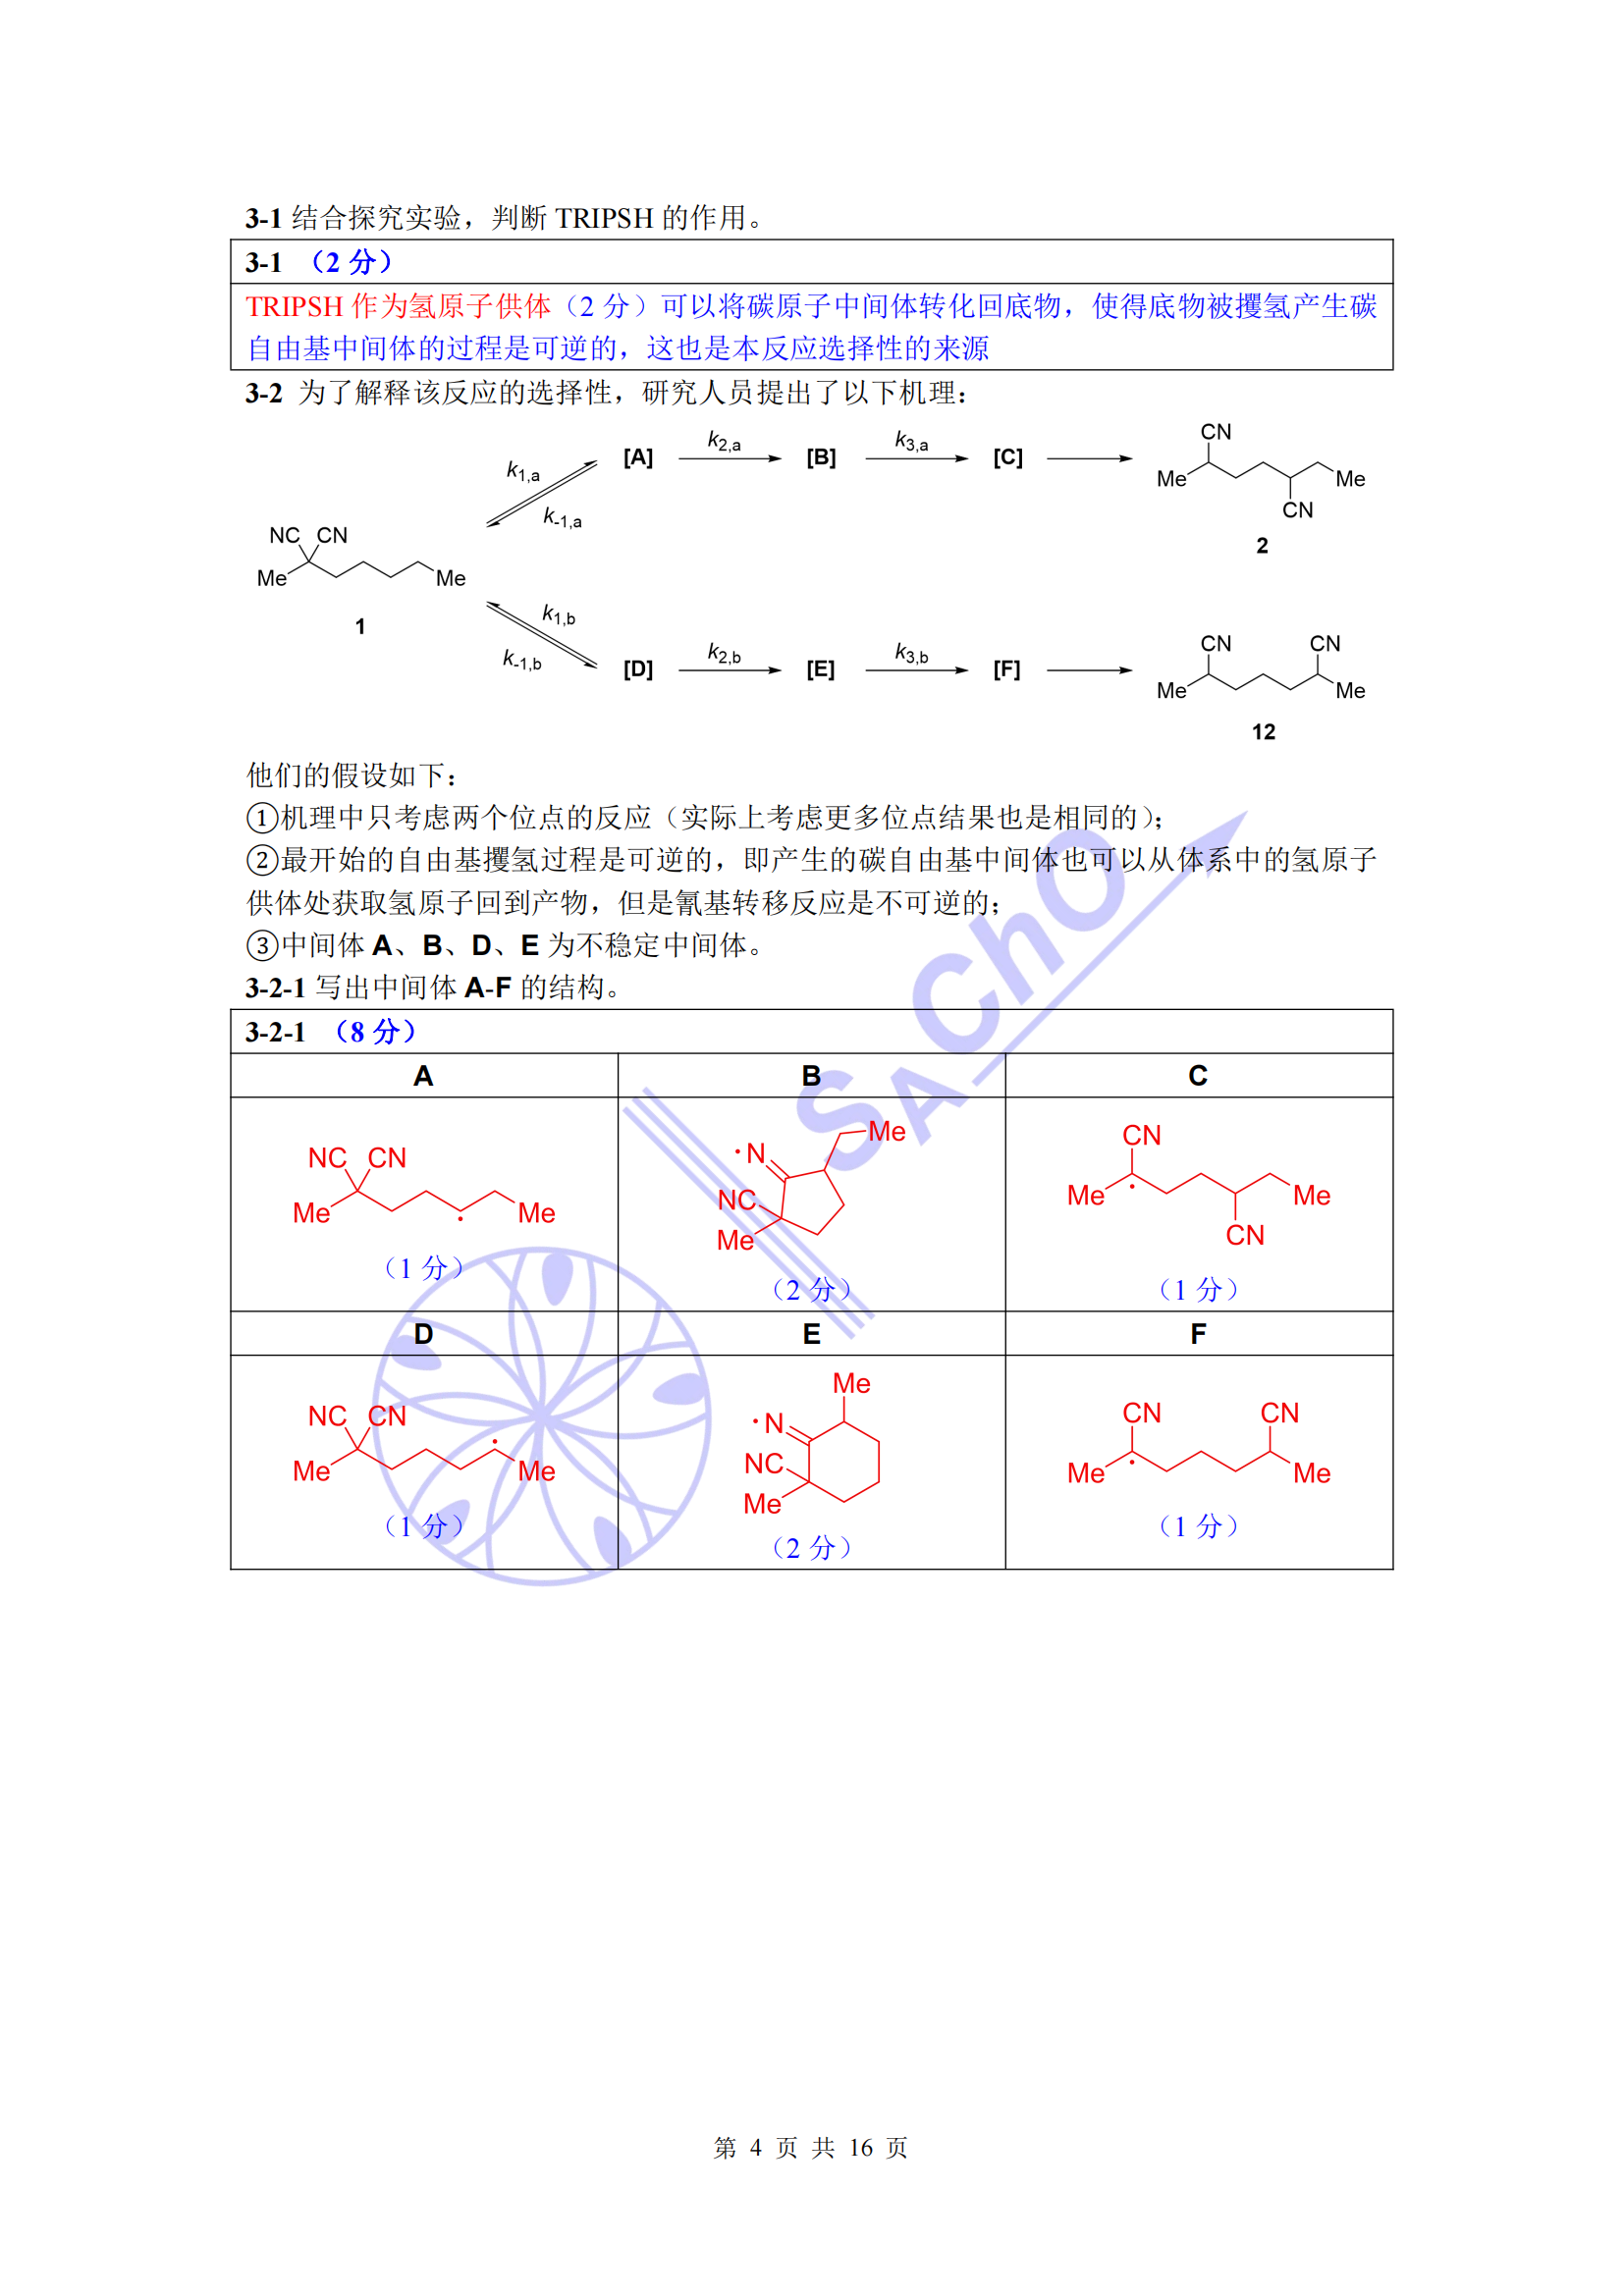 3-1 结合探究实验，判断 TRIPSH 的作用。
3-1 （2 分）
TRIPSH 作为氢原子供体（2 分）可以将碳原子中间体转化回底物，使得底物被攫氢产生碳
自由基中间体的过程是可逆的，这也是本反应选择性的来源
3-2 为了解释该反应的选择性，研究人员提出了以下机理：
NC CN
Me Me
1
k1,a
k-1,a
[A] k2,a [B] k3,a [C]
CN
Me Me
CN
2
k1,b
k-1,b
[D] k2,b [E] k3,b [F]
CN CN
Me Me
12
他们的假设如下：
①机理中只考虑两个位点的反应（实际上考虑更多位点结果也是相同的）；
②最开始的自由基攫氢过程是可逆的，即产生的碳自由基中间体也可以从体系中的氢原子
供体处获取氢原子回到产物，但是氰基转移反应是不可逆的；
③中间体 A、B、D、E 为不稳定中间体。
3-2-1 写出中间体 A-F 的结构。
3-2-1 （8 分）
A B C
NC CN
Me Me
（1 分）
Me
·N
NC
Me
（2 分）
CN
Me Me
CN
（1 分）
D E F
NC CN
Me
（1 分）
Me
·N
NC
Me
（2 分）
CN CN
Me Me
（1 分）
SAChO
第 4 页 共 16 页